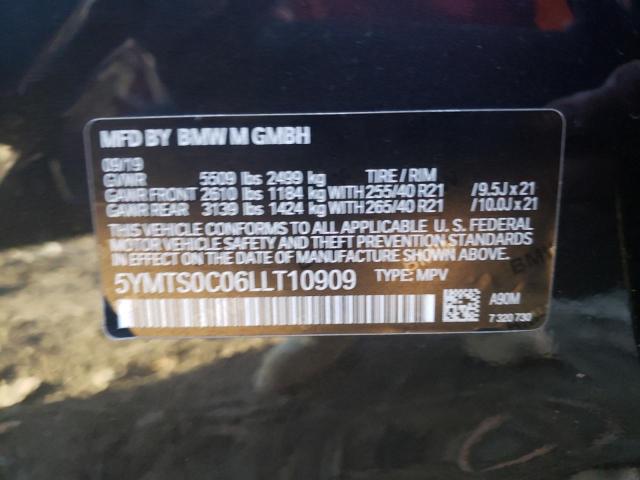 MFD BY BMW M GMBH
09/19
GVWR 5509 lbs 2499 kg TIRE / RIM
GAWR FRONT 2610 lbs 1184 kg WITH 255/40 R21 /9.5J x 21
GAWR REAR 3139 lbs 1424 kg WITH 265/40 R21 /10.0J x 21
THIS VEHICLE CONFORMS TO ALL APPLICABLE U. S. FEDERAL
MOTOR VEHICLE SAFETY AND THEFT PREVENTION STANDARDS
IN EFFECT ON THE DATE OF MANUFACTURE SHOWN ABOVE.
5YMTS0C06LLT10909 TYPE: MPV
A90M
7 320 730